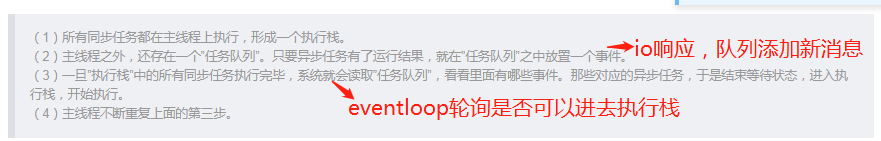 （1）所有同步任务都在主线程上执行，形成一个执行栈。
（2）主线程之外，还存在一个"任务队列"。只要异步任务有了运行结果，就在"任务队列"之中放置一个事件。
io响应，队列添加新消息
（3）一旦"执行栈"中的所有同步任务执行完毕，系统就会读取"任务队列"，看看里面有哪些事件。那些对应的异步任务，于是结束等待状态，进入执
行栈，开始执行。
eventloop轮询是否可以进去执行栈
（4）主线程不断重复上面的第三步。